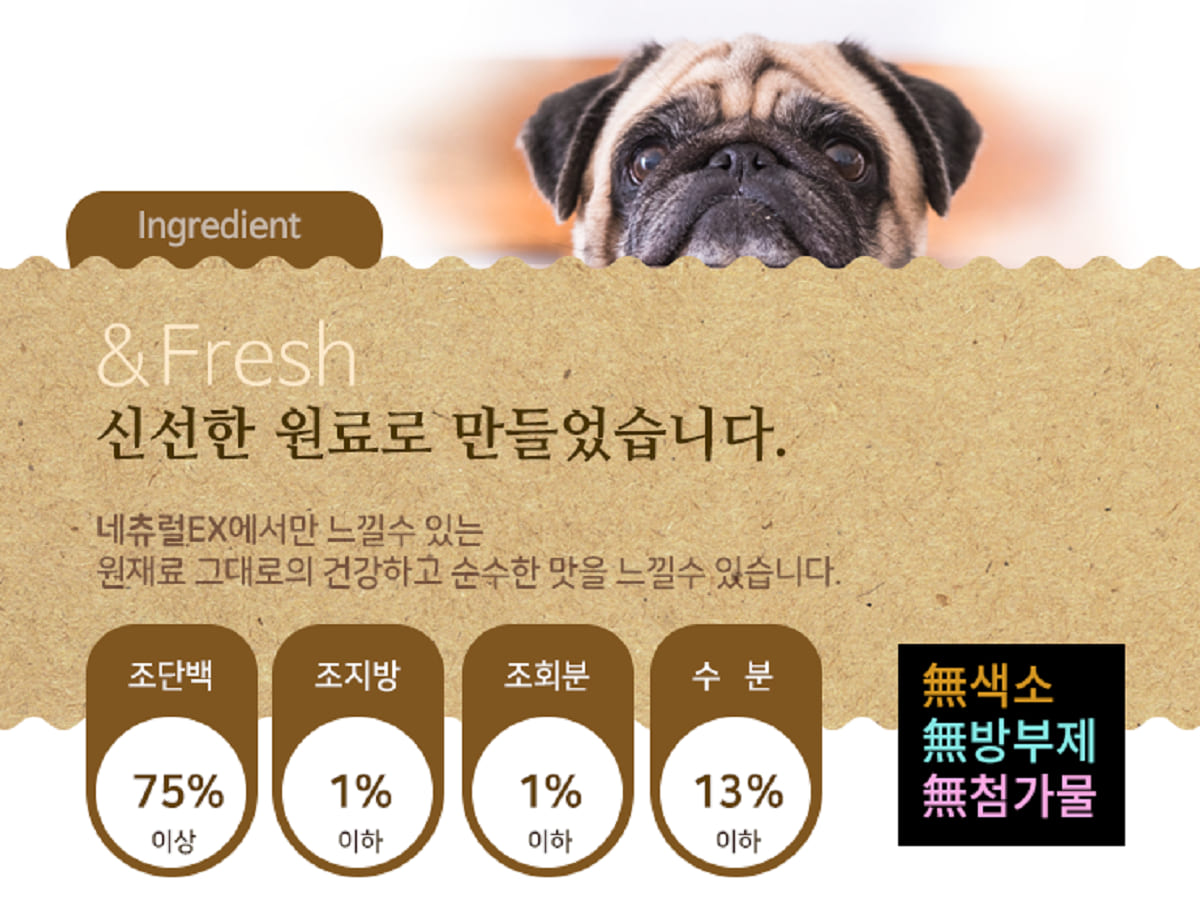 Ingredient
&Fresh
신선한 원료로 만들었습니다.
네츄럴EX에서만 느낄수 있는
원재료 그대로의 건강하고 순수한 맛을 느낄수 있습니다.
조단백
75%
이상
조지방
1%
이하
조회분
1%
이하
수 분
13%
이하
無색소
無방부제
無첨가물